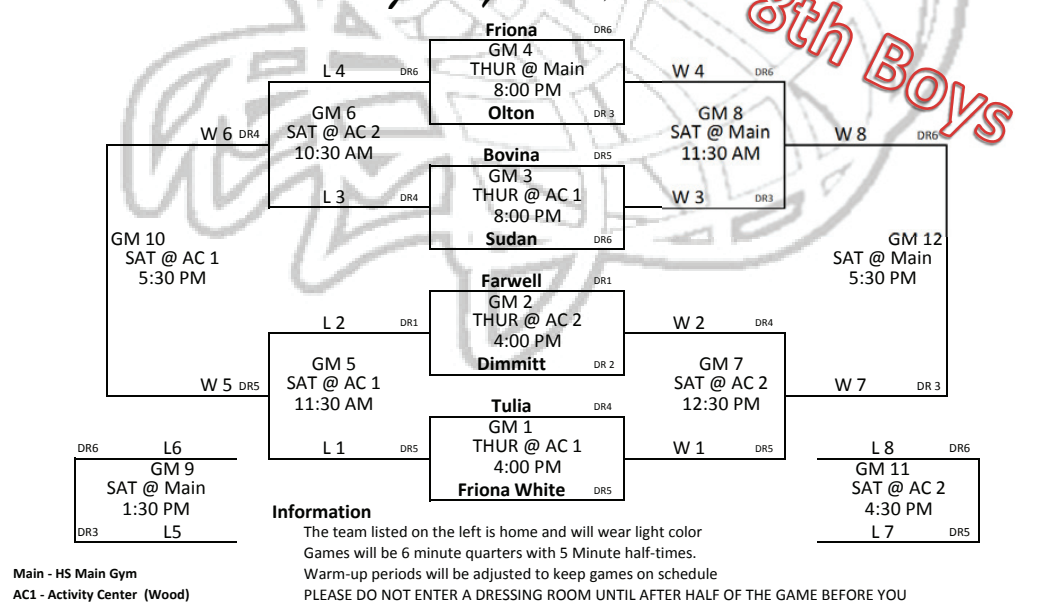 8th Boys
Friona DR6
GM 4
THUR @ Main
8:00 PM
Olton DR 3
L 4 DR6
W 4 DR6
GM 6
SAT @ AC 2
10:30 AM
GM 8
SAT @ Main
11:30 AM
W 6 DR4
W 8 DR6
Bovina DR5
GM 3
THUR @ AC 1
8:00 PM
Sudan DR6
L 3 DR4
W 3 DR3
GM 10
SAT @ AC 1
5:30 PM
GM 12
SAT @ Main
5:30 PM
Farwell DR1
GM 2
THUR @ AC 2
4:00 PM
Dimmitt DR 2
L 2 DR1
W 2 DR4
GM 5
SAT @ AC 1
11:30 AM
GM 7
SAT @ AC 2
12:30 PM
W 5 DR5
W 7 DR 3
Tulia DR4
GM 1
THUR @ AC 1
4:00 PM
Friona White DR5
L 1 DR5
W 1 DR5
DR6 L6
GM 9
SAT @ Main
1:30 PM
DR3 L5
L 8 DR6
GM 11
SAT @ AC 2
4:30 PM
L 7 DR5
Information
The team listed on the left is home and will wear light color
Games will be 6 minute quarters with 5 Minute half-times.
Warm-up periods will be adjusted to keep games on schedule
PLEASE DO NOT ENTER A DRESSING ROOM UNTIL AFTER HALF OF THE GAME BEFORE YOU
Main - HS Main Gym
AC1 - Activity Center (Wood)